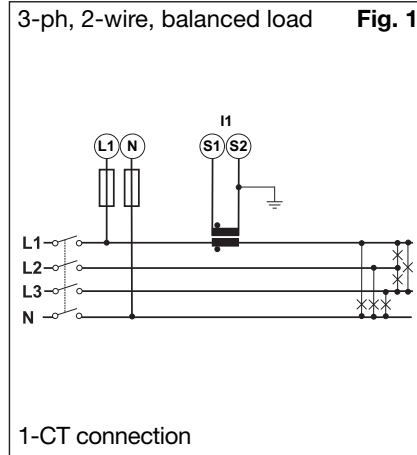 3-ph, 2-wire, balanced load Fig. 1
I1
L1 N S1 S2
L1
L2
L3
N
1-CT connection